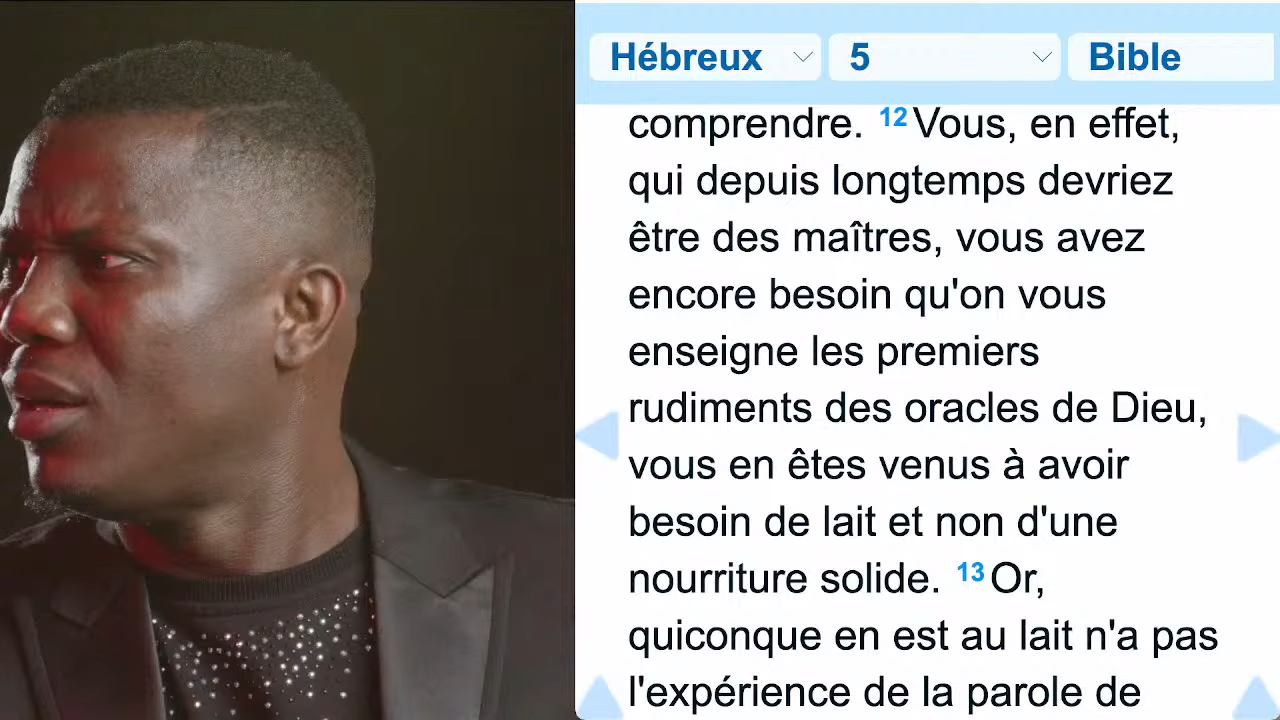 Hébreux 5 Bible
comprendre. 12 Vous, en effet,
qui depuis longtemps devriez
être des maîtres, vous avez
encore besoin qu'on vous
enseigne les premiers
rudiments des oracles de Dieu,
vous en êtes venus à avoir
besoin de lait et non d'une
nourriture solide. 13 Or,
quiconque en est au lait n'a pas
l'expérience de la parole de